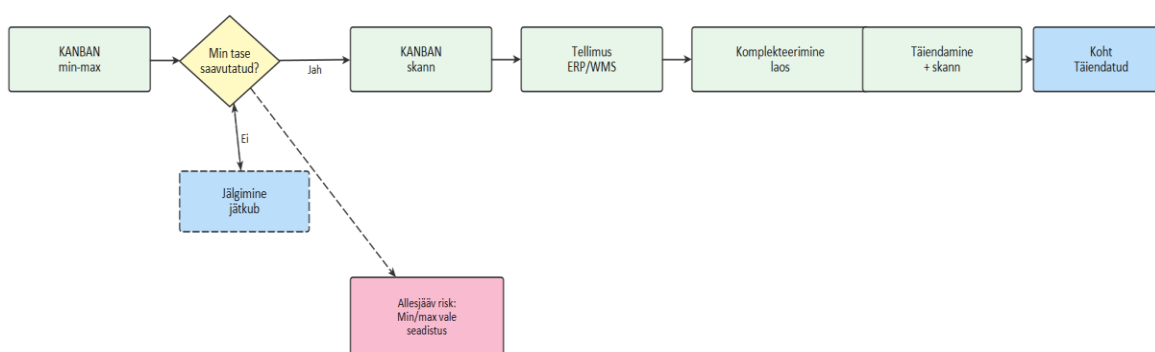 KANBAN
min-max
Min tase
saavutatud?
Jah
KANBAN
skann
Tellimus
ERP/WMS
Komplekteerimine
laos
Täiendamine
+ skann
Koht
Täiendatud
Ei
Jälgimine
jätkub
Allesjääv risk:
Min/max vale
seadistus